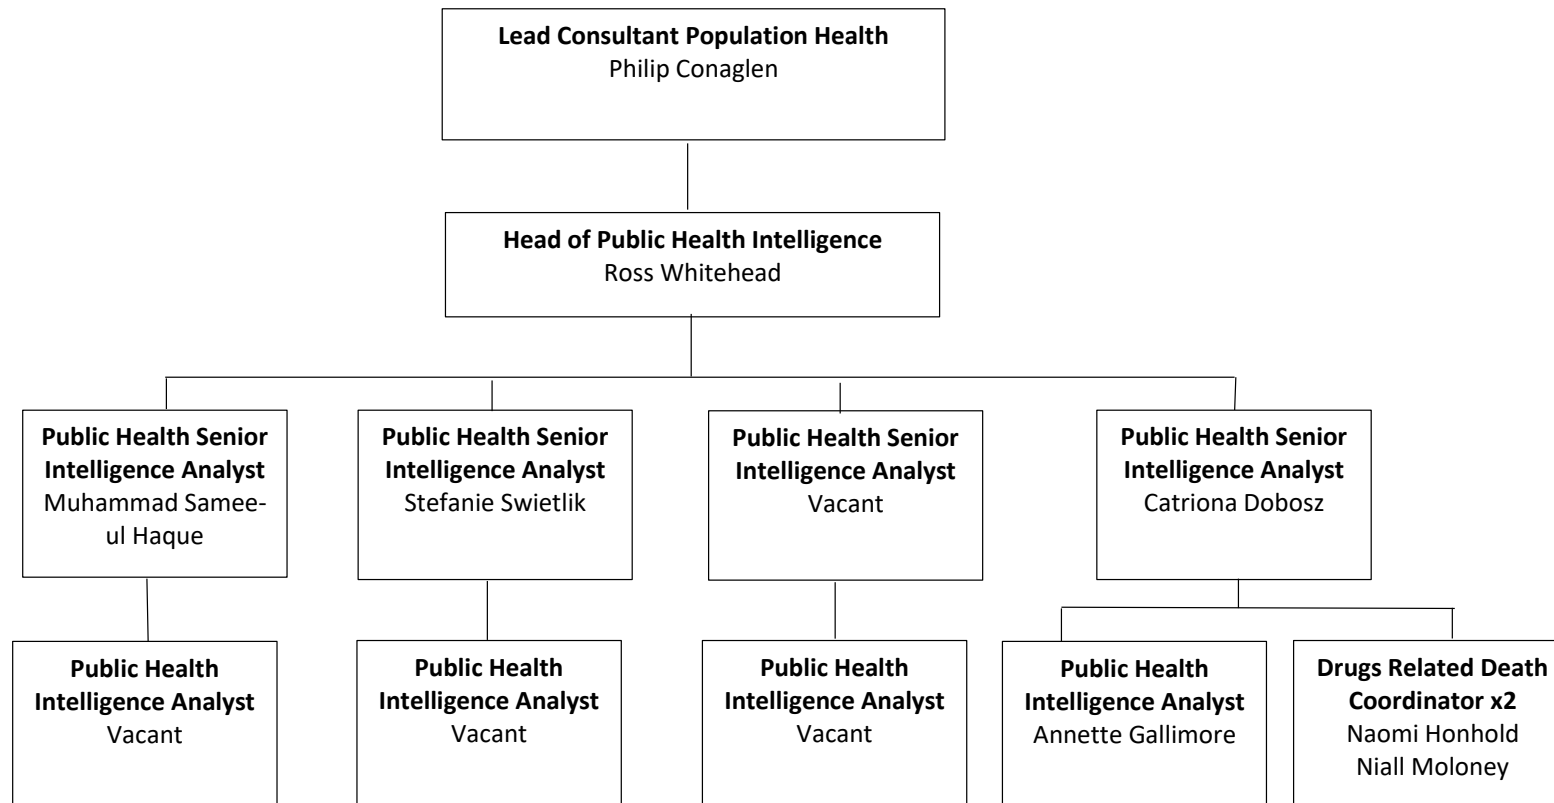 Lead Consultant Population Health
Philip Conaglen
Head of Public Health Intelligence
Ross Whitehead
Public Health Senior
Intelligence Analyst
Muhammad Samee-
ul Haque
Public Health Senior
Intelligence Analyst
Stefanie Swietlik
Public Health Senior
Intelligence Analyst
Vacant
Public Health Senior
Intelligence Analyst
Catriona Dobosz
Public Health
Intelligence Analyst
Vacant
Public Health
Intelligence Analyst
Vacant
Public Health
Intelligence Analyst
Vacant
Public Health
Intelligence Analyst
Annette Gallimore
Drugs Related Death
Coordinator x2
Naomi Honhold
Niall Moloney